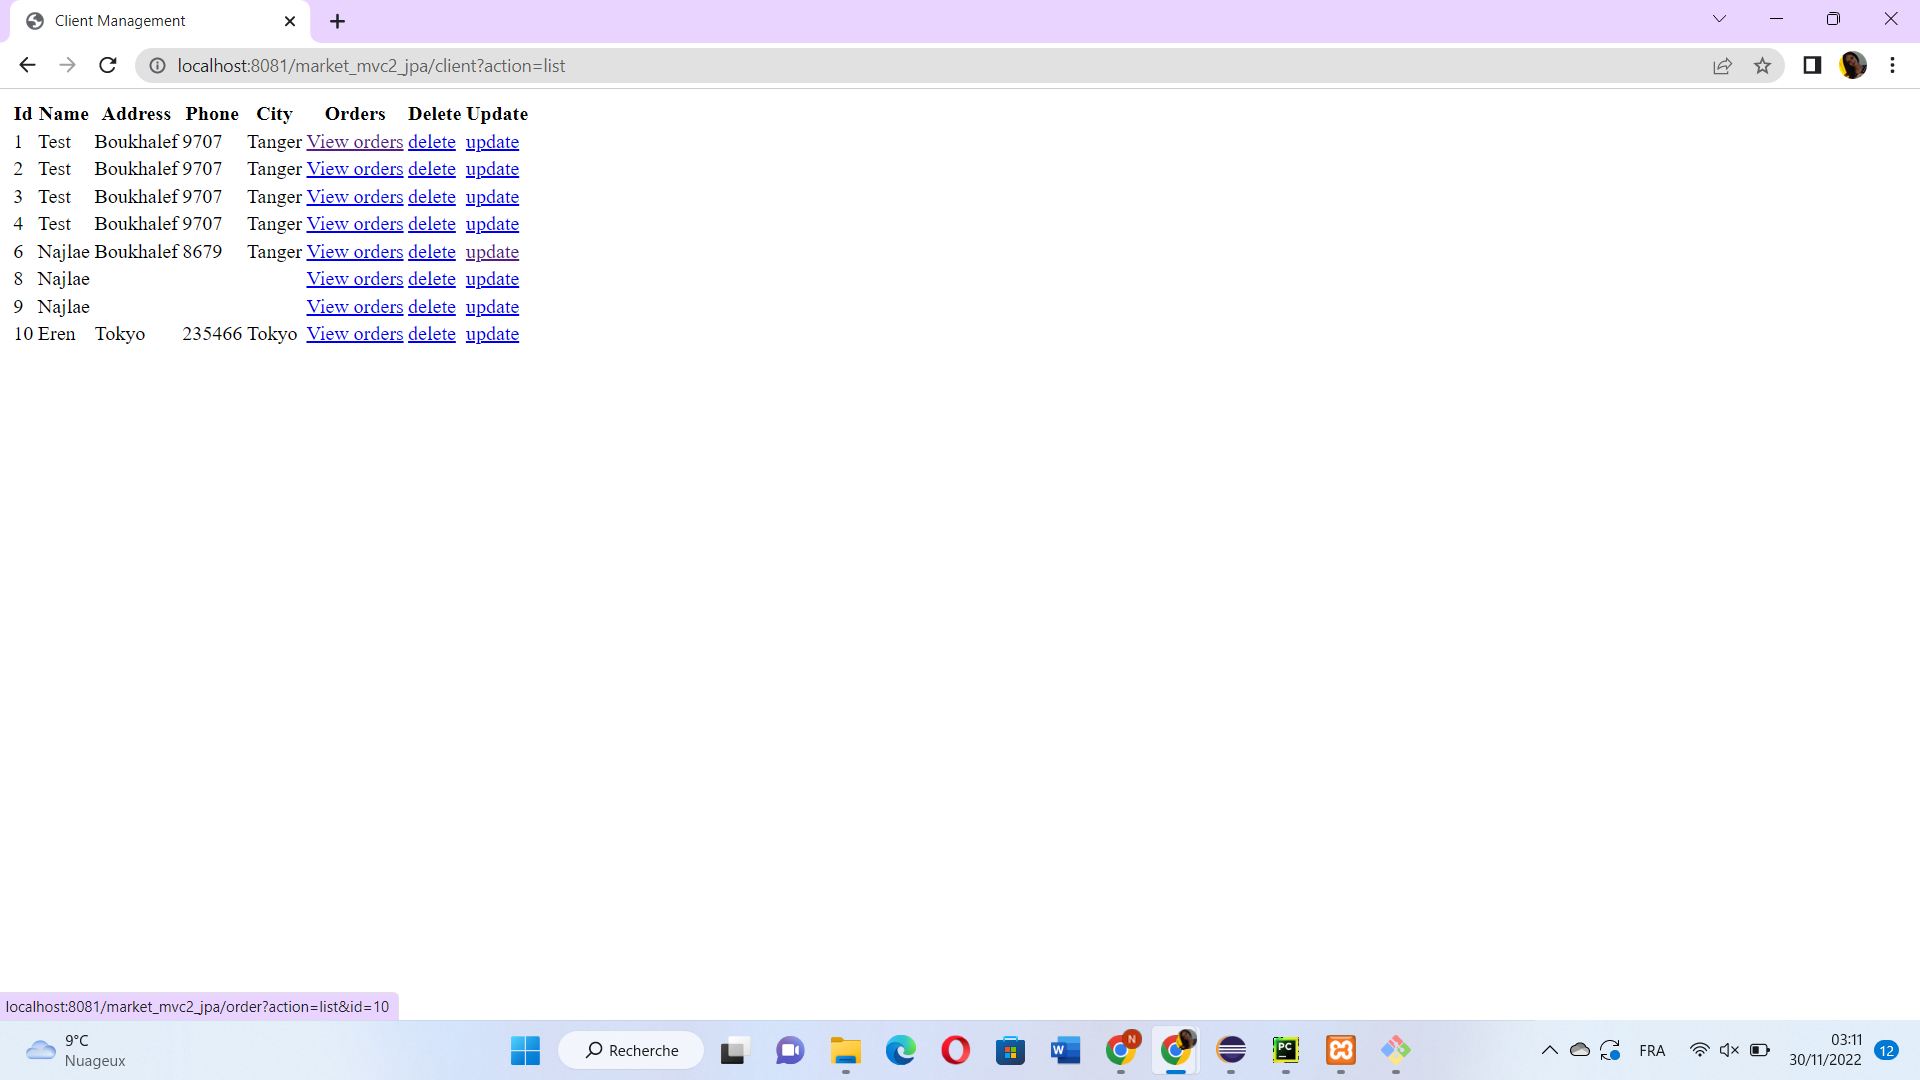 Client Management
localhost:8081/market_mvc2_jpa/client?action=list
Id Name Address Phone City Orders Delete Update
1 Test Boukhalef 9707 Tanger View orders delete update
2 Test Boukhalef 9707 Tanger View orders delete update
3 Test Boukhalef 9707 Tanger View orders delete update
4 Test Boukhalef 9707 Tanger View orders delete update
6 Najlae Boukhalef 8679 Tanger View orders delete update
8 Najlae View orders delete update
9 Najlae View orders delete update
10 Eren Tokyo 235466 Tokyo View orders delete update
localhost:8081/market_mvc2_jpa/order?action=list&id=10
9°C
Nuageux
Recherche
W
N
PC
FRA
03:11
30/11/2022
12